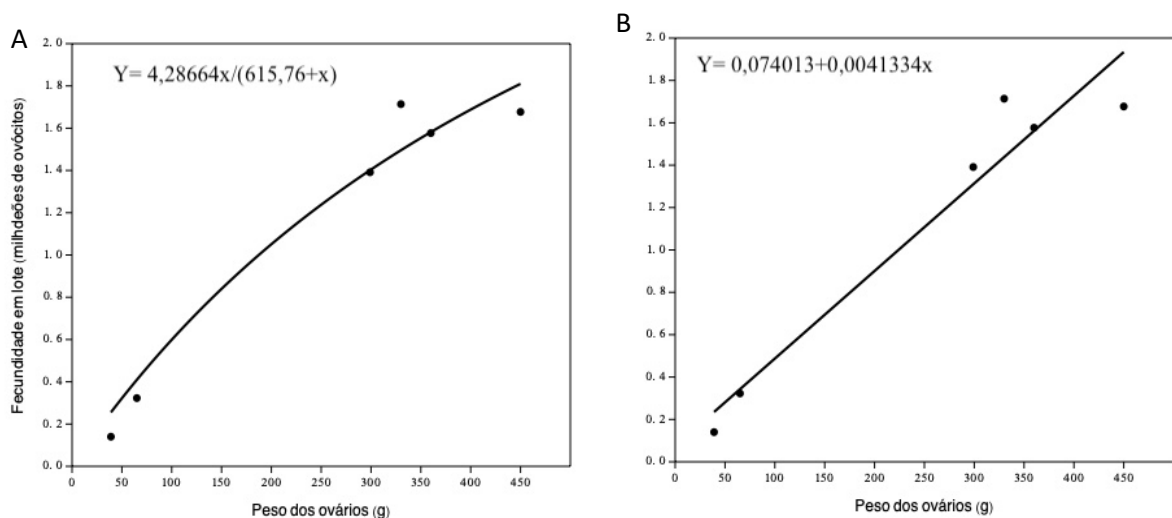 A
Y= 4,28664x/(615,76+x)
Fecundidade em lote (milhdeões de ovócitos)
2. 0
1. 8
1. 6
1. 4
1. 2
1. 0
0. 8
0. 6
0. 4
0. 2
0. 0
0 50 100 150 200 250 300 350 400 450
Peso dos ovários (g)
B
Y= 0,074013+0,0041334x
2. 0
1. 8
1. 6
1. 4
1. 2
1. 0
0. 8
0. 6
0. 4
0. 2
0. 0
0 50 100 150 200 250 300 350 400 450
Peso dos ovários (g)